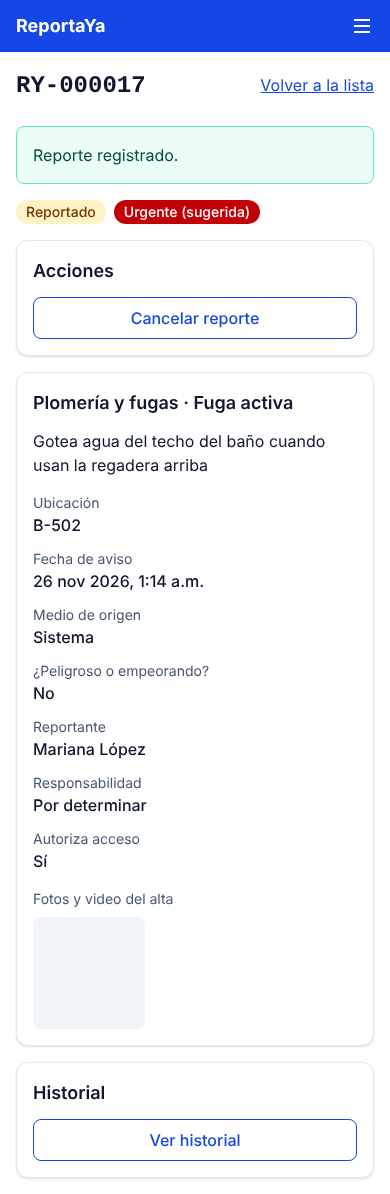 ReportaYa
RY-000017
Volver a la lista
Reporte registrado.
Reportado
Urgente (sugerida)
Acciones
Cancelar reporte
Plomería y fugas · Fuga activa
Gotea agua del techo del baño cuando
usan la regadera arriba
Ubicación
B-502
Fecha de aviso
26 nov 2026, 1:14 a.m.
Medio de origen
Sistema
¿Peligroso o empeorando?
No
Reportante
Mariana López
Responsabilidad
Por determinar
Autoriza acceso
Sí
Fotos y video del alta
Historial
Ver historial